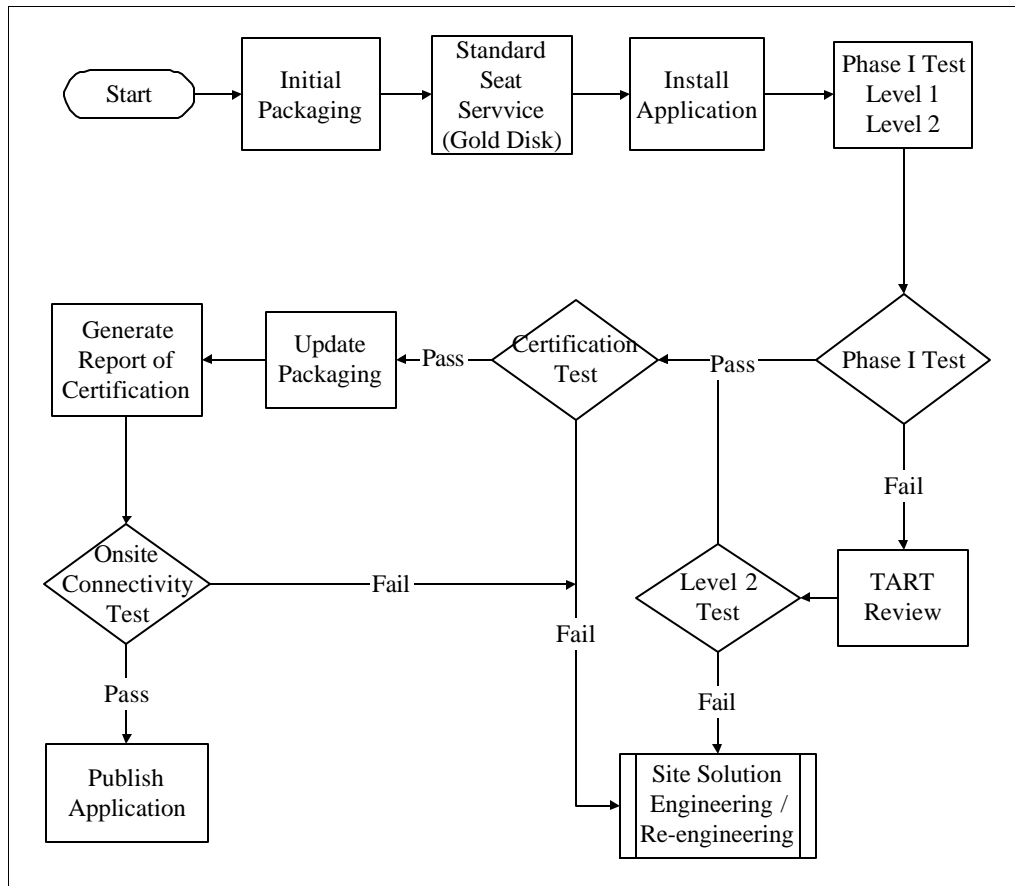 Start
Initial
Packaging
Standard
Seat
Servvice
(Gold Disk)
Install
Application
Phase I Test
Level 1
Level 2
Phase I Test
Pass
Certification
Test
Pass
Update
Packaging
Generate
Report of
Certification
Fail
TART
Review
Level 2
Test
Fail
Onsite
Connectivity
Test
Fail
Fail
Pass
Publish
Application
Site Solution
Engineering /
Re-engineering